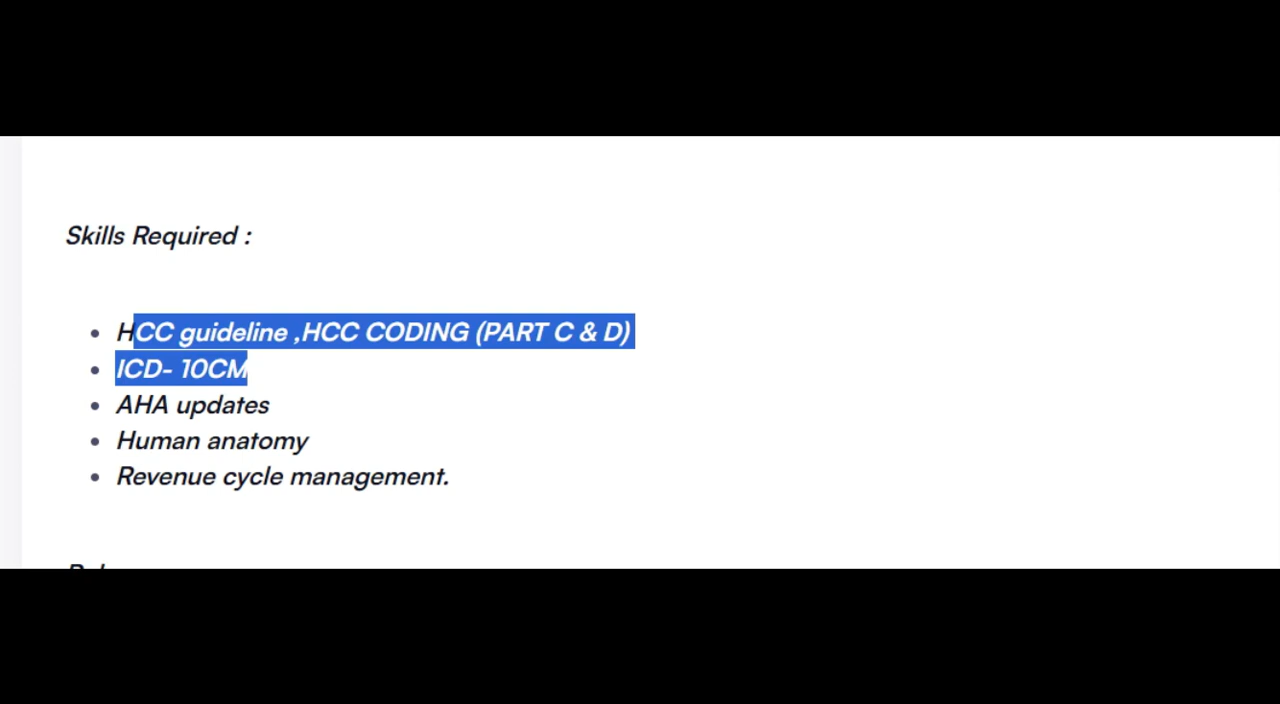 Skills Required :
HCC guideline ,HCC CODING (PART C & D)
ICD- 10CM
AHA updates
Human anatomy
Revenue cycle management.